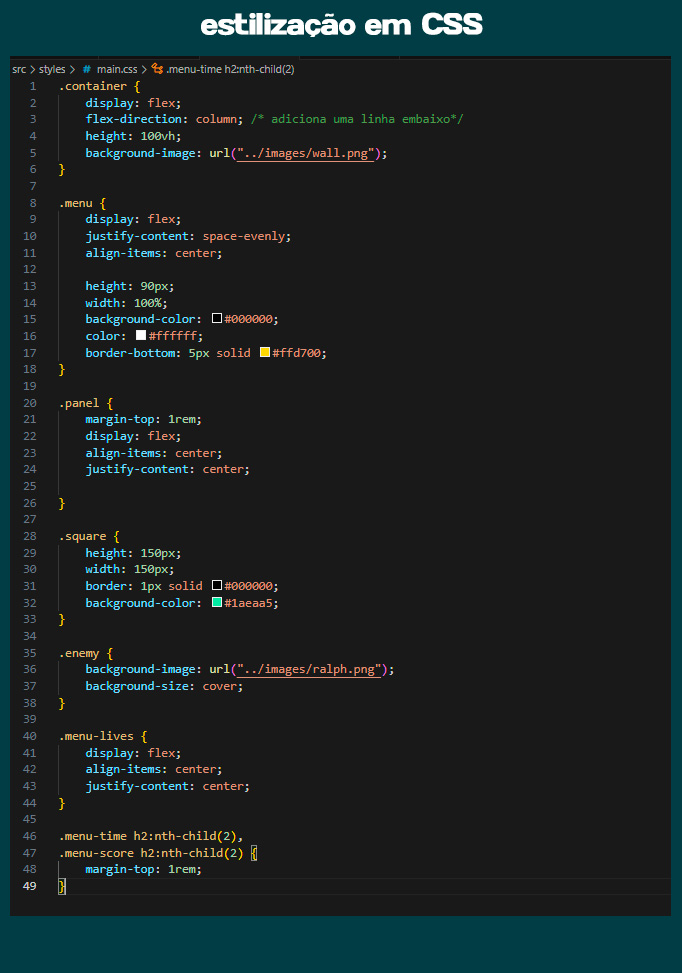 estilização em CSS
src > styles > # main.css > .menu-time h2:nth-child(2)
1 .container {
2 display: flex;
3 flex-direction: column; /* adiciona uma linha embaixo*/
4 height: 100vh;
5 background-image: url("../images/wall.png");
6 }
7
8 .menu {
9 display: flex;
10 justify-content: space-evenly;
11 align-items: center;
12
13 height: 90px;
14 width: 100%;
15 background-color: #000000;
16 color: #ffffff;
17 border-bottom: 5px solid #ffd700;
18 }
19
20 .panel {
21 margin-top: 1rem;
22 display: flex;
23 align-items: center;
24 justify-content: center;
25
26 }
27
28 .square {
29 height: 150px;
30 width: 150px;
31 border: 1px solid #000000;
32 background-color: #1aeaa5;
33 }
34
35 .enemy {
36 background-image: url("../images/ralph.png");
37 background-size: cover;
38 }
39
40 .menu-lives {
41 display: flex;
42 align-items: center;
43 justify-content: center;
44 }
45
46 .menu-time h2:nth-child(2),
47 .menu-score h2:nth-child(2) {
48 margin-top: 1rem;
49 }